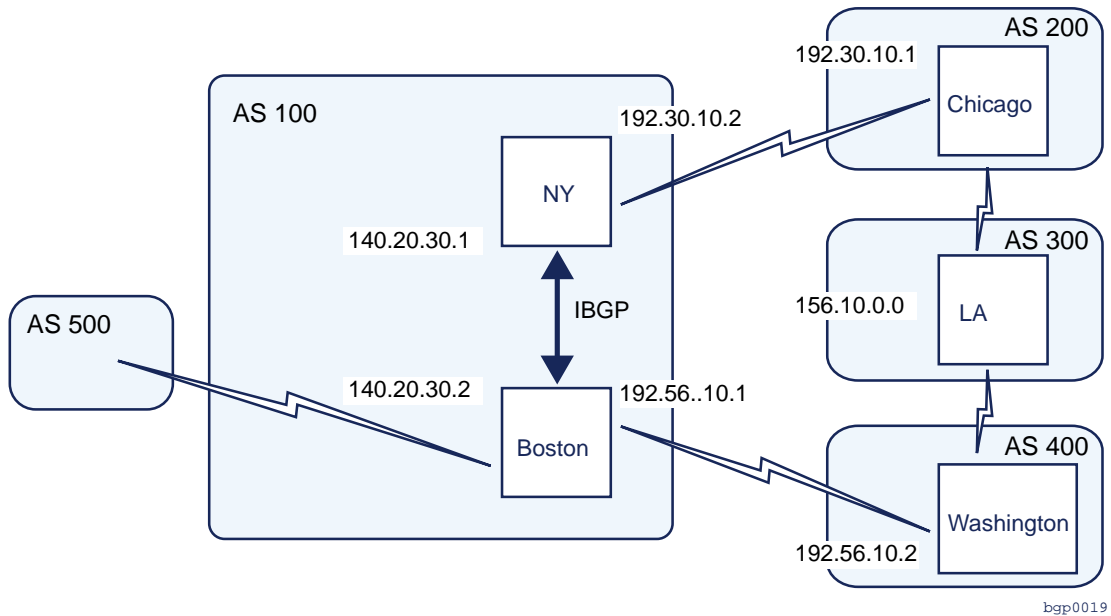 AS 200
192.30.10.1
Chicago
AS 100
192.30.10.2
NY
140.20.30.1
AS 300
156.10.0.0
LA
IBGP
AS 500
140.20.30.2
192.56..10.1
Boston
AS 400
Washington
192.56.10.2
bgp0019